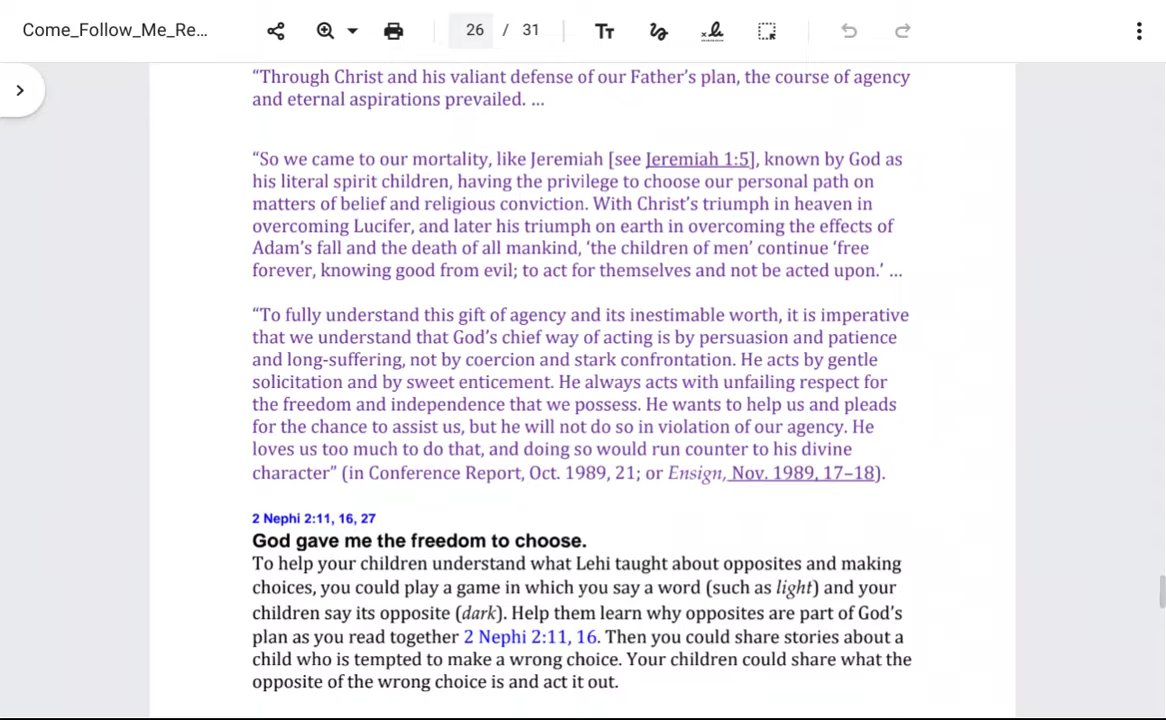 Come_Follow_Me_Re...
26 / 31
“Through Christ and his valiant defense of our Father’s plan, the course of agency
and eternal aspirations prevailed. ...
“So we came to our mortality, like Jeremiah [see Jeremiah 1:5], known by God as
his literal spirit children, having the privilege to choose our personal path on
matters of belief and religious conviction. With Christ’s triumph in heaven in
overcoming Lucifer, and later his triumph on earth in overcoming the effects of
Adam’s fall and the death of all mankind, ‘the children of men’ continue ‘free
forever, knowing good from evil; to act for themselves and not be acted upon.’ ...
“To fully understand this gift of agency and its inestimable worth, it is imperative
that we understand that God’s chief way of acting is by persuasion and patience
and long-suffering, not by coercion and stark confrontation. He acts by gentle
solicitation and by sweet enticement. He always acts with unfailing respect for
the freedom and independence that we possess. He wants to help us and pleads
for the chance to assist us, but he will not do so in violation of our agency. He
loves us too much to do that, and doing so would run counter to his divine
character” (in Conference Report, Oct. 1989, 21; or Ensign, Nov. 1989, 17–18).
2 Nephi 2:11, 16, 27
God gave me the freedom to choose.
To help your children understand what Lehi taught about opposites and making
choices, you could play a game in which you say a word (such as light) and your
children say its opposite (dark). Help them learn why opposites are part of God’s
plan as you read together 2 Nephi 2:11, 16. Then you could share stories about a
child who is tempted to make a wrong choice. Your children could share what the
opposite of the wrong choice is and act it out.